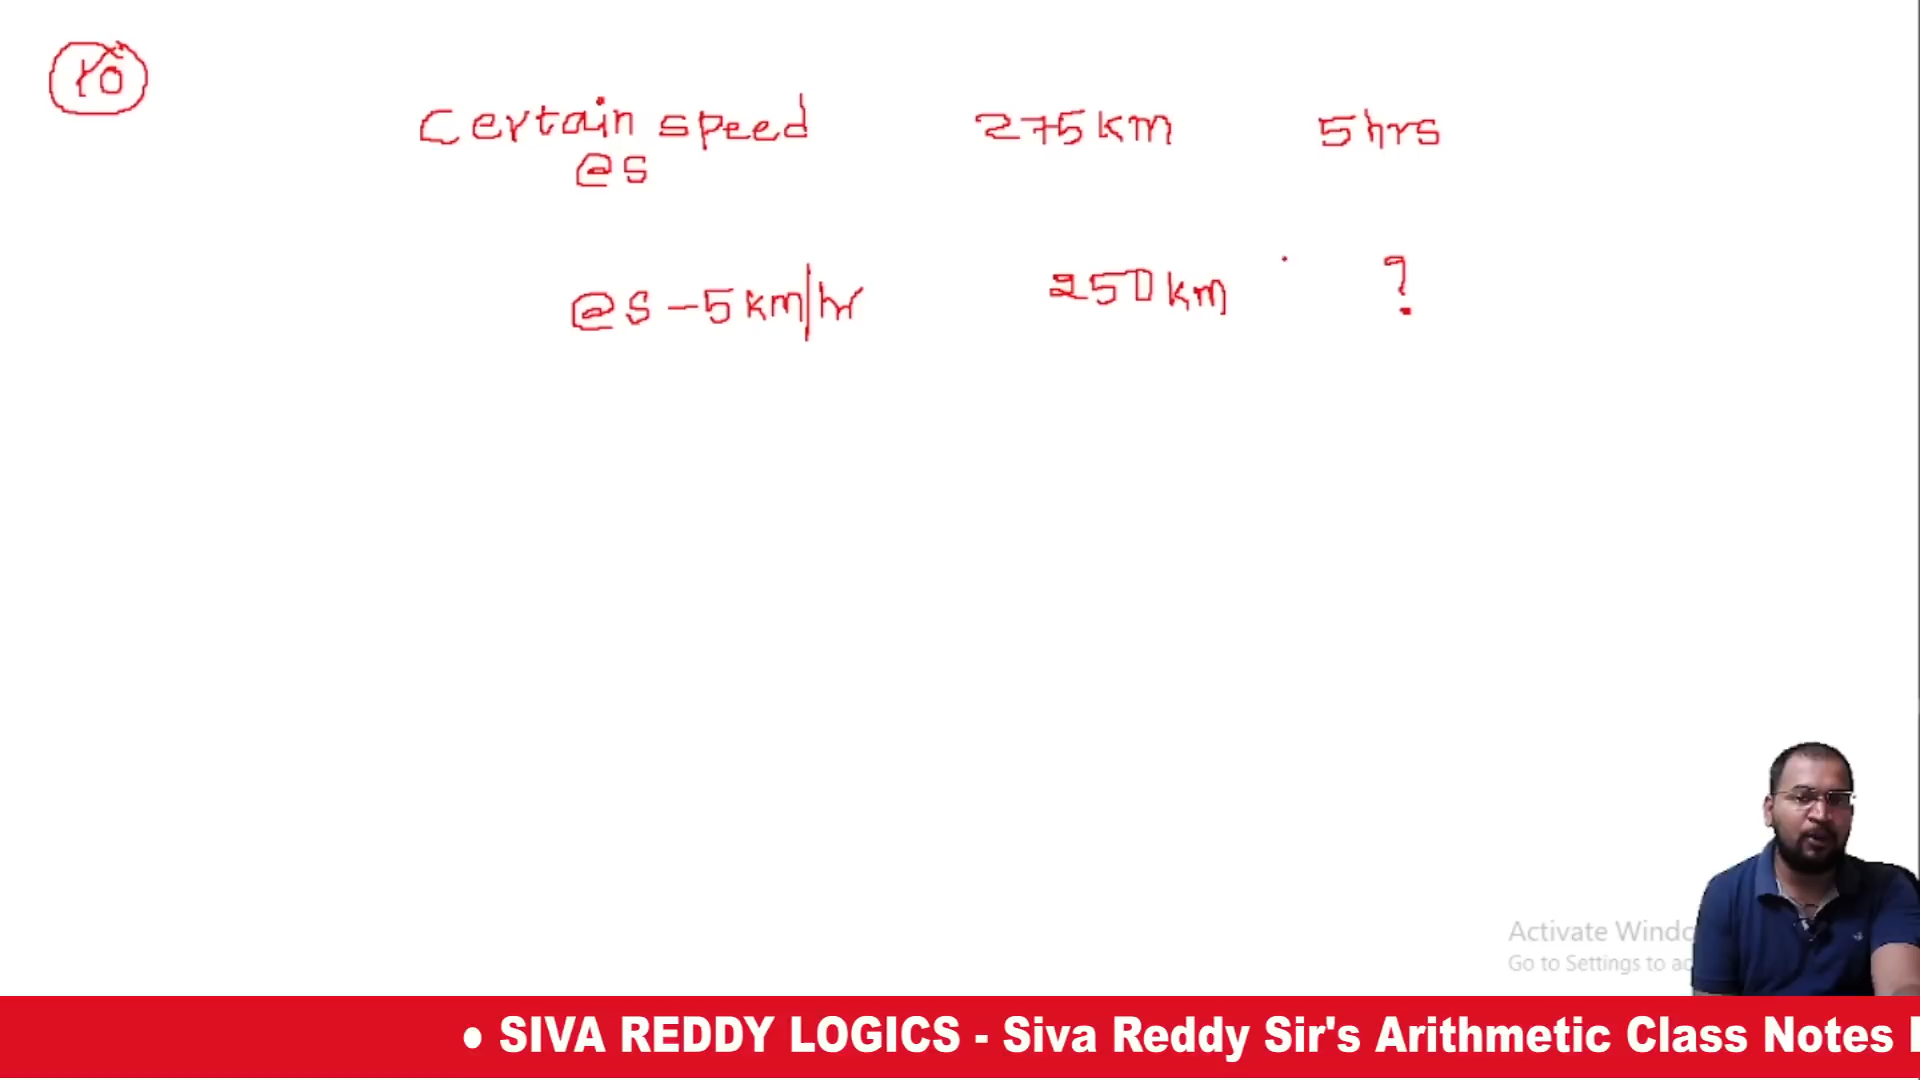 10
Certain speed 275 km 5 hrs
@ S
@ S - 5 km/hr 250 km ?
Activate Windo
Go to Settings to ac
• SIVA REDDY LOGICS - Siva Reddy Sir's Arithmetic Class Notes